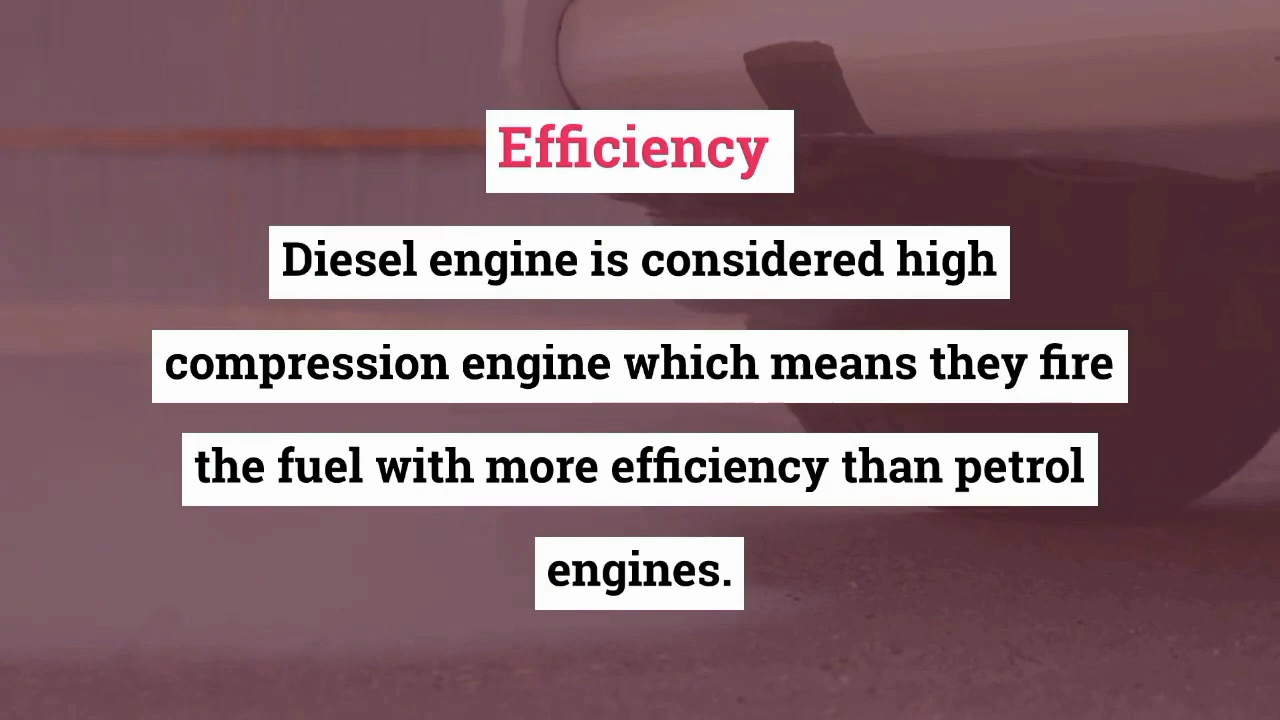 Efficiency
Diesel engine is considered high
compression engine which means they fire
the fuel with more efficiency than petrol
engines.